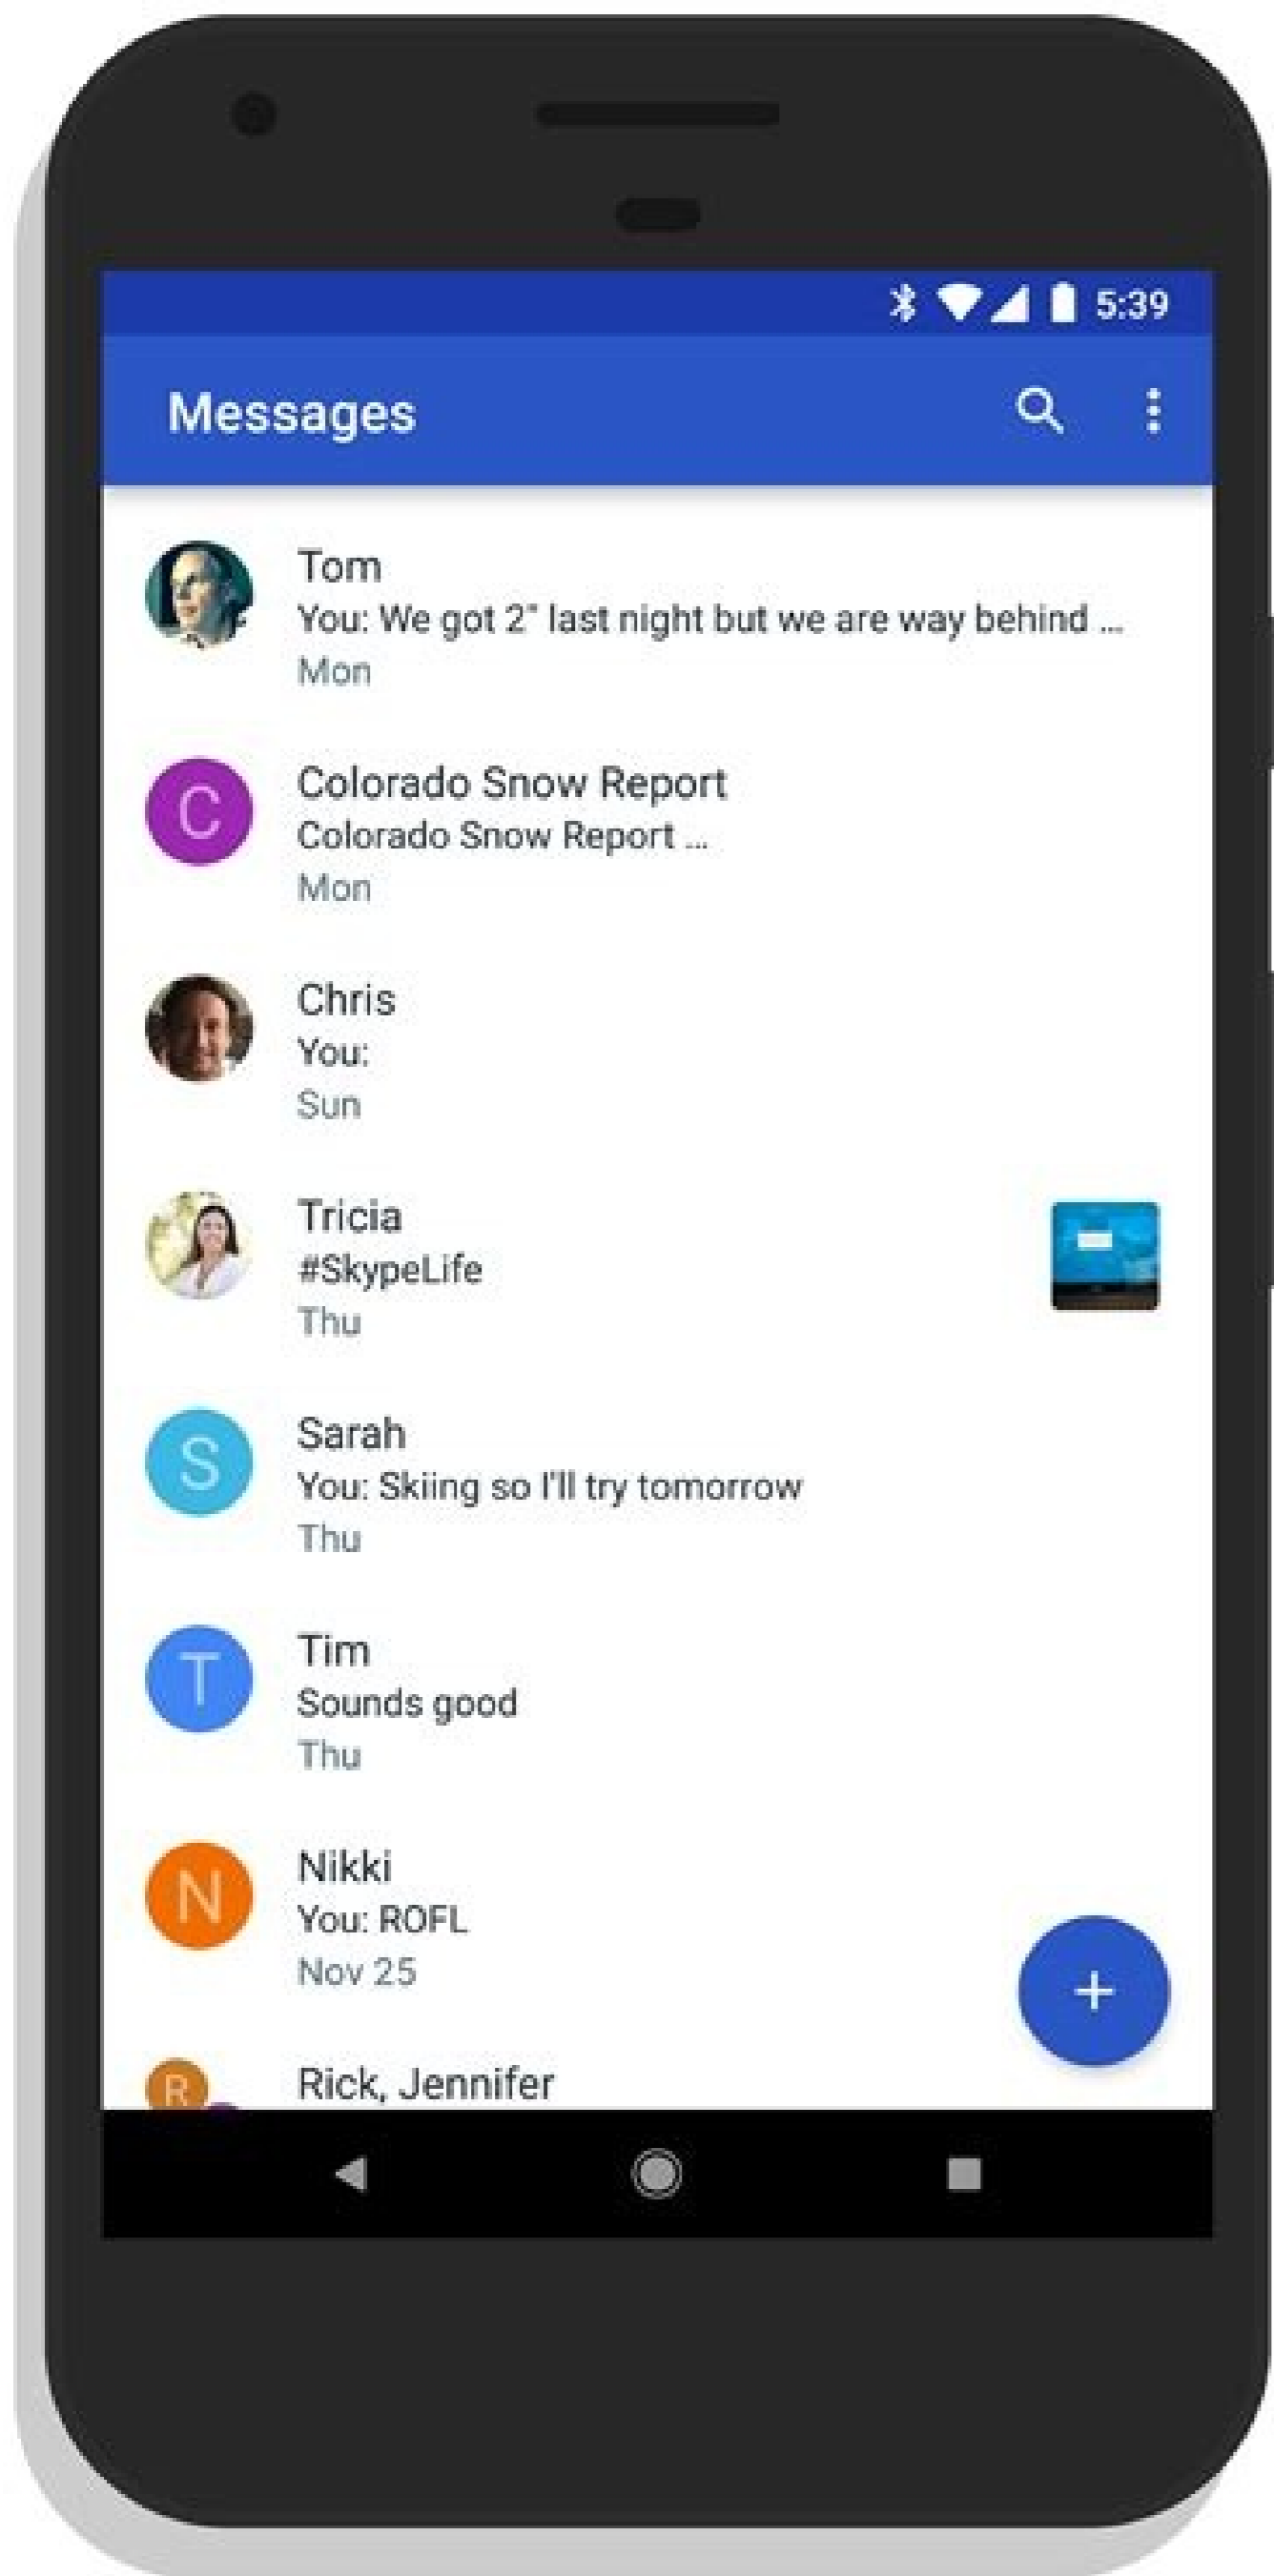 5:39
Messages
Tom
You: We got 2" last night but we are way behind ...
Mon
C
Colorado Snow Report
Colorado Snow Report ...
Mon
Chris
You:
Sun
Tricia
#SkypeLife
Thu
S
Sarah
You: Skiing so I'll try tomorrow
Thu
T
Tim
Sounds good
Thu
N
Nikki
You: ROFL
Nov 25
R
Rick, Jennifer